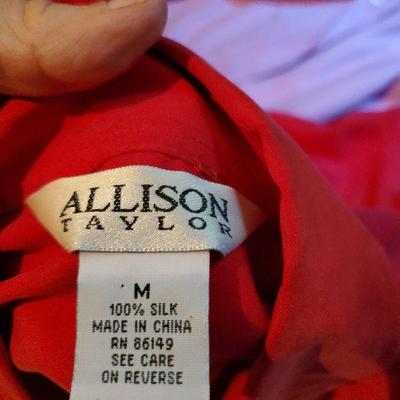 ALLISON
TAYLOR
M
100% SILK
MADE IN CHINA
RN 86149
SEE CARE
ON REVERSE